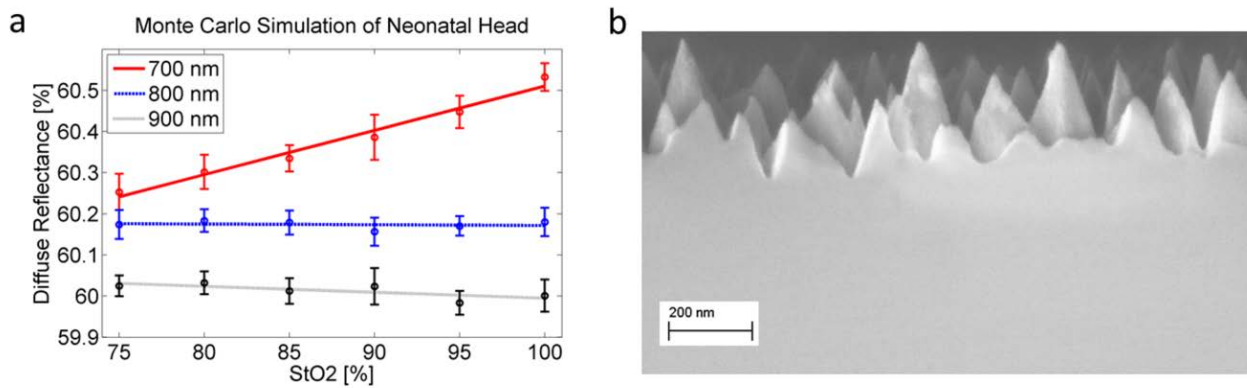 a
Monte Carlo Simulation of Neonatal Head
Diffuse Reflectance [%]
60.5
60.4
60.3
60.2
60.1
60
59.9
700 nm
800 nm
900 nm
75 80 85 90 95 100
StO2 [%]
b
200 nm